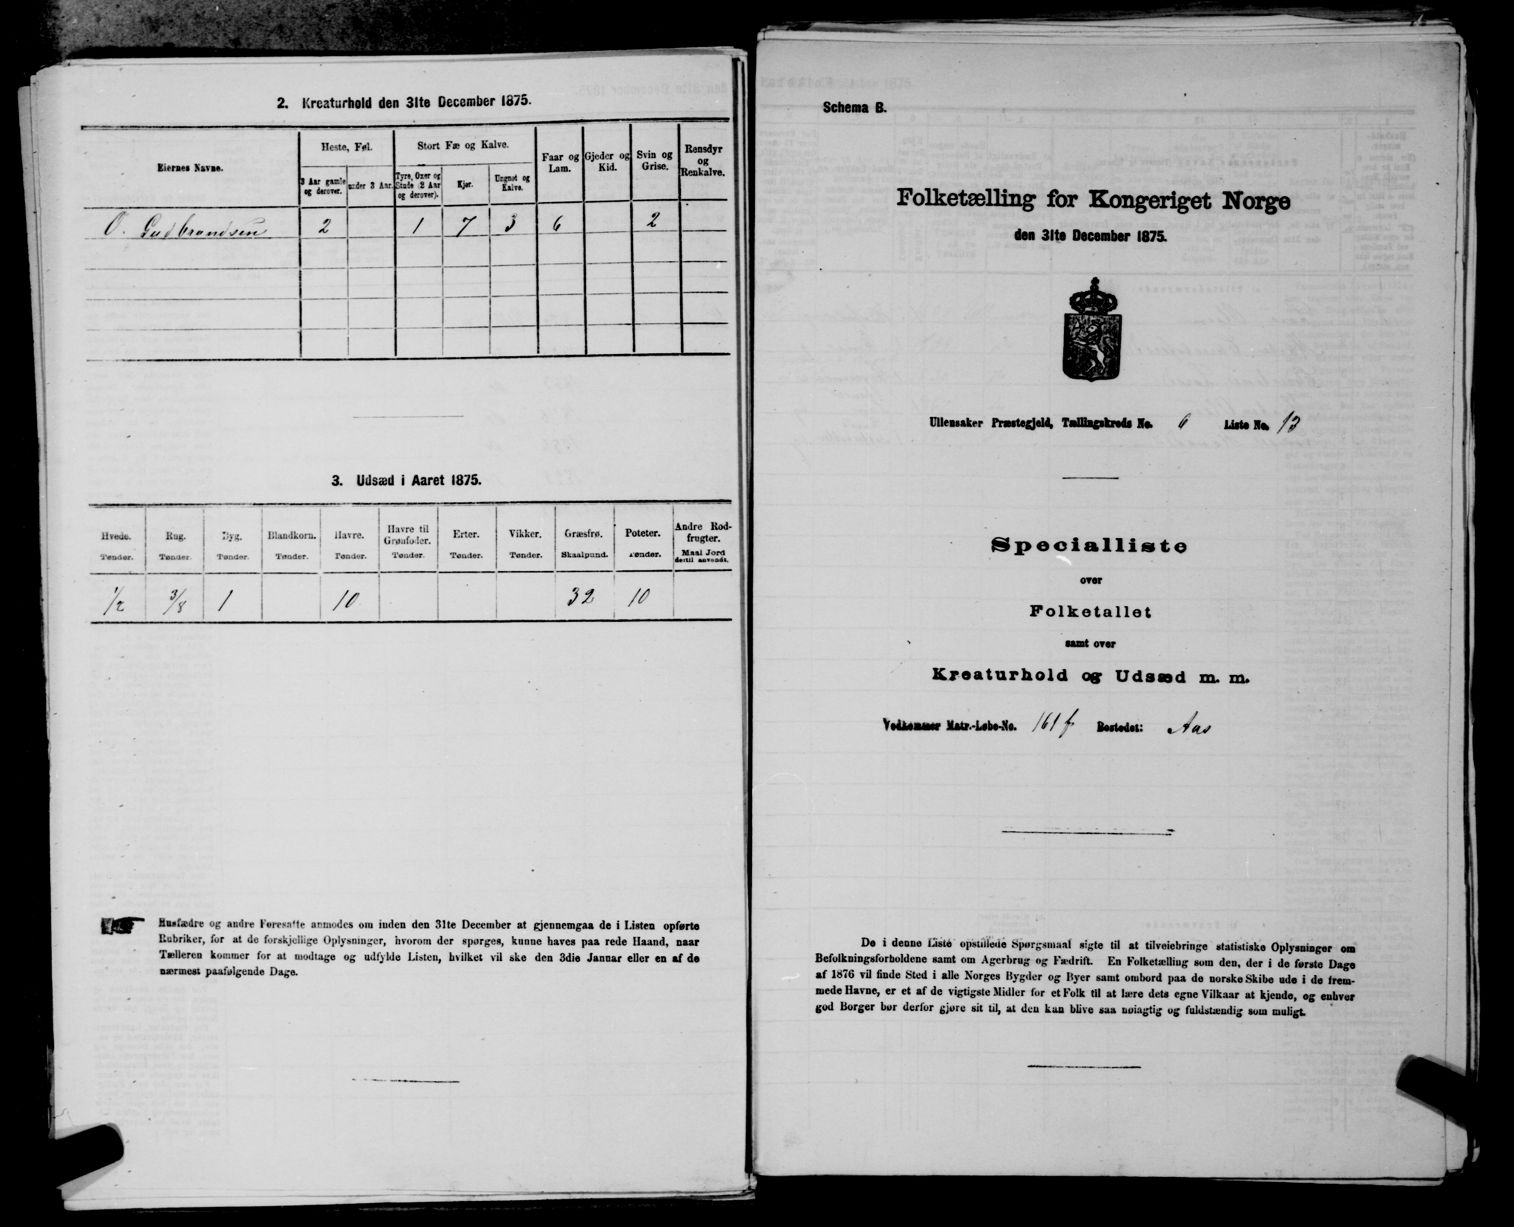 2. Kreaturhold den 31te December 1875.
Eiernes Navne.
Heste, Føl.
3 Aar gamle og derover.
under 3 Aar.
Stort Fæ og Kalve.
Tyre, Oxer og Stude (2 Aar og derover).
Kjør.
Ungnøt og Kalve.
Faar og Lam.
Gjeder og Kid.
Svin og Grise.
Rensdyr og Renkalve.
O. Gudbrandsen 2 1 7 3 6 2
3. Udsæd i Aaret 1875.
Hvede. Rug. Byg. Blandkorn. Havre. Havre til Grønfoder. Erter. Vikker. Græsfrø. Poteter. Andre Rodfrugter.
Tønder. Tønder. Tønder. Tønder. Tønder. Tønder. Tønder. Tønder. Skaalpund. Tønder. Maal Jord dertil anvendt.
1/2 3/8 1 10 32 10
Husfædre og andre Foresatte anmodes om inden den 31te December at gjennemgaa de i Listen opførte
Rubriker, for at de forskjellige Oplysninger, hvorom der spørges, kunne haves paa rede Haand, naar
Tælleren kommer for at modtage og udfylde Listen, hvilket vil ske den 3die Januar eller en af de
nærmest paafølgende Dage.
Schema B.
Folketælling for Kongeriget Norge
den 31te December 1875.
Ullensaker Præstegjeld, Tællingskreds No. 6 Liste No. 13
Specialliste
over
Folketallet
samt over
Kreaturhold og Udsæd m. m.
Vedkommer Matr.-Løbe-No. 161f Bostedet: Aas
De i denne Liste opstillede Spørgsmaal sigte til at tilveiebringe statistiske Oplysninger om
Befolkningsforholdene samt om Agerbrug og Fædrift. En Folketælling som den, der i de første Dage
af 1876 vil finde Sted i alle Norges Bygder og Byer samt ombord paa de norske Skibe ude i de frem-
mede Havne, er et af de vigtigste Midler for et Folk til at lære dets egne Vilkaar at kjende, og enhver
god Borger bør derfor gjøre sit til, at den kan blive saa nøiagtig og fuldstændig som muligt.